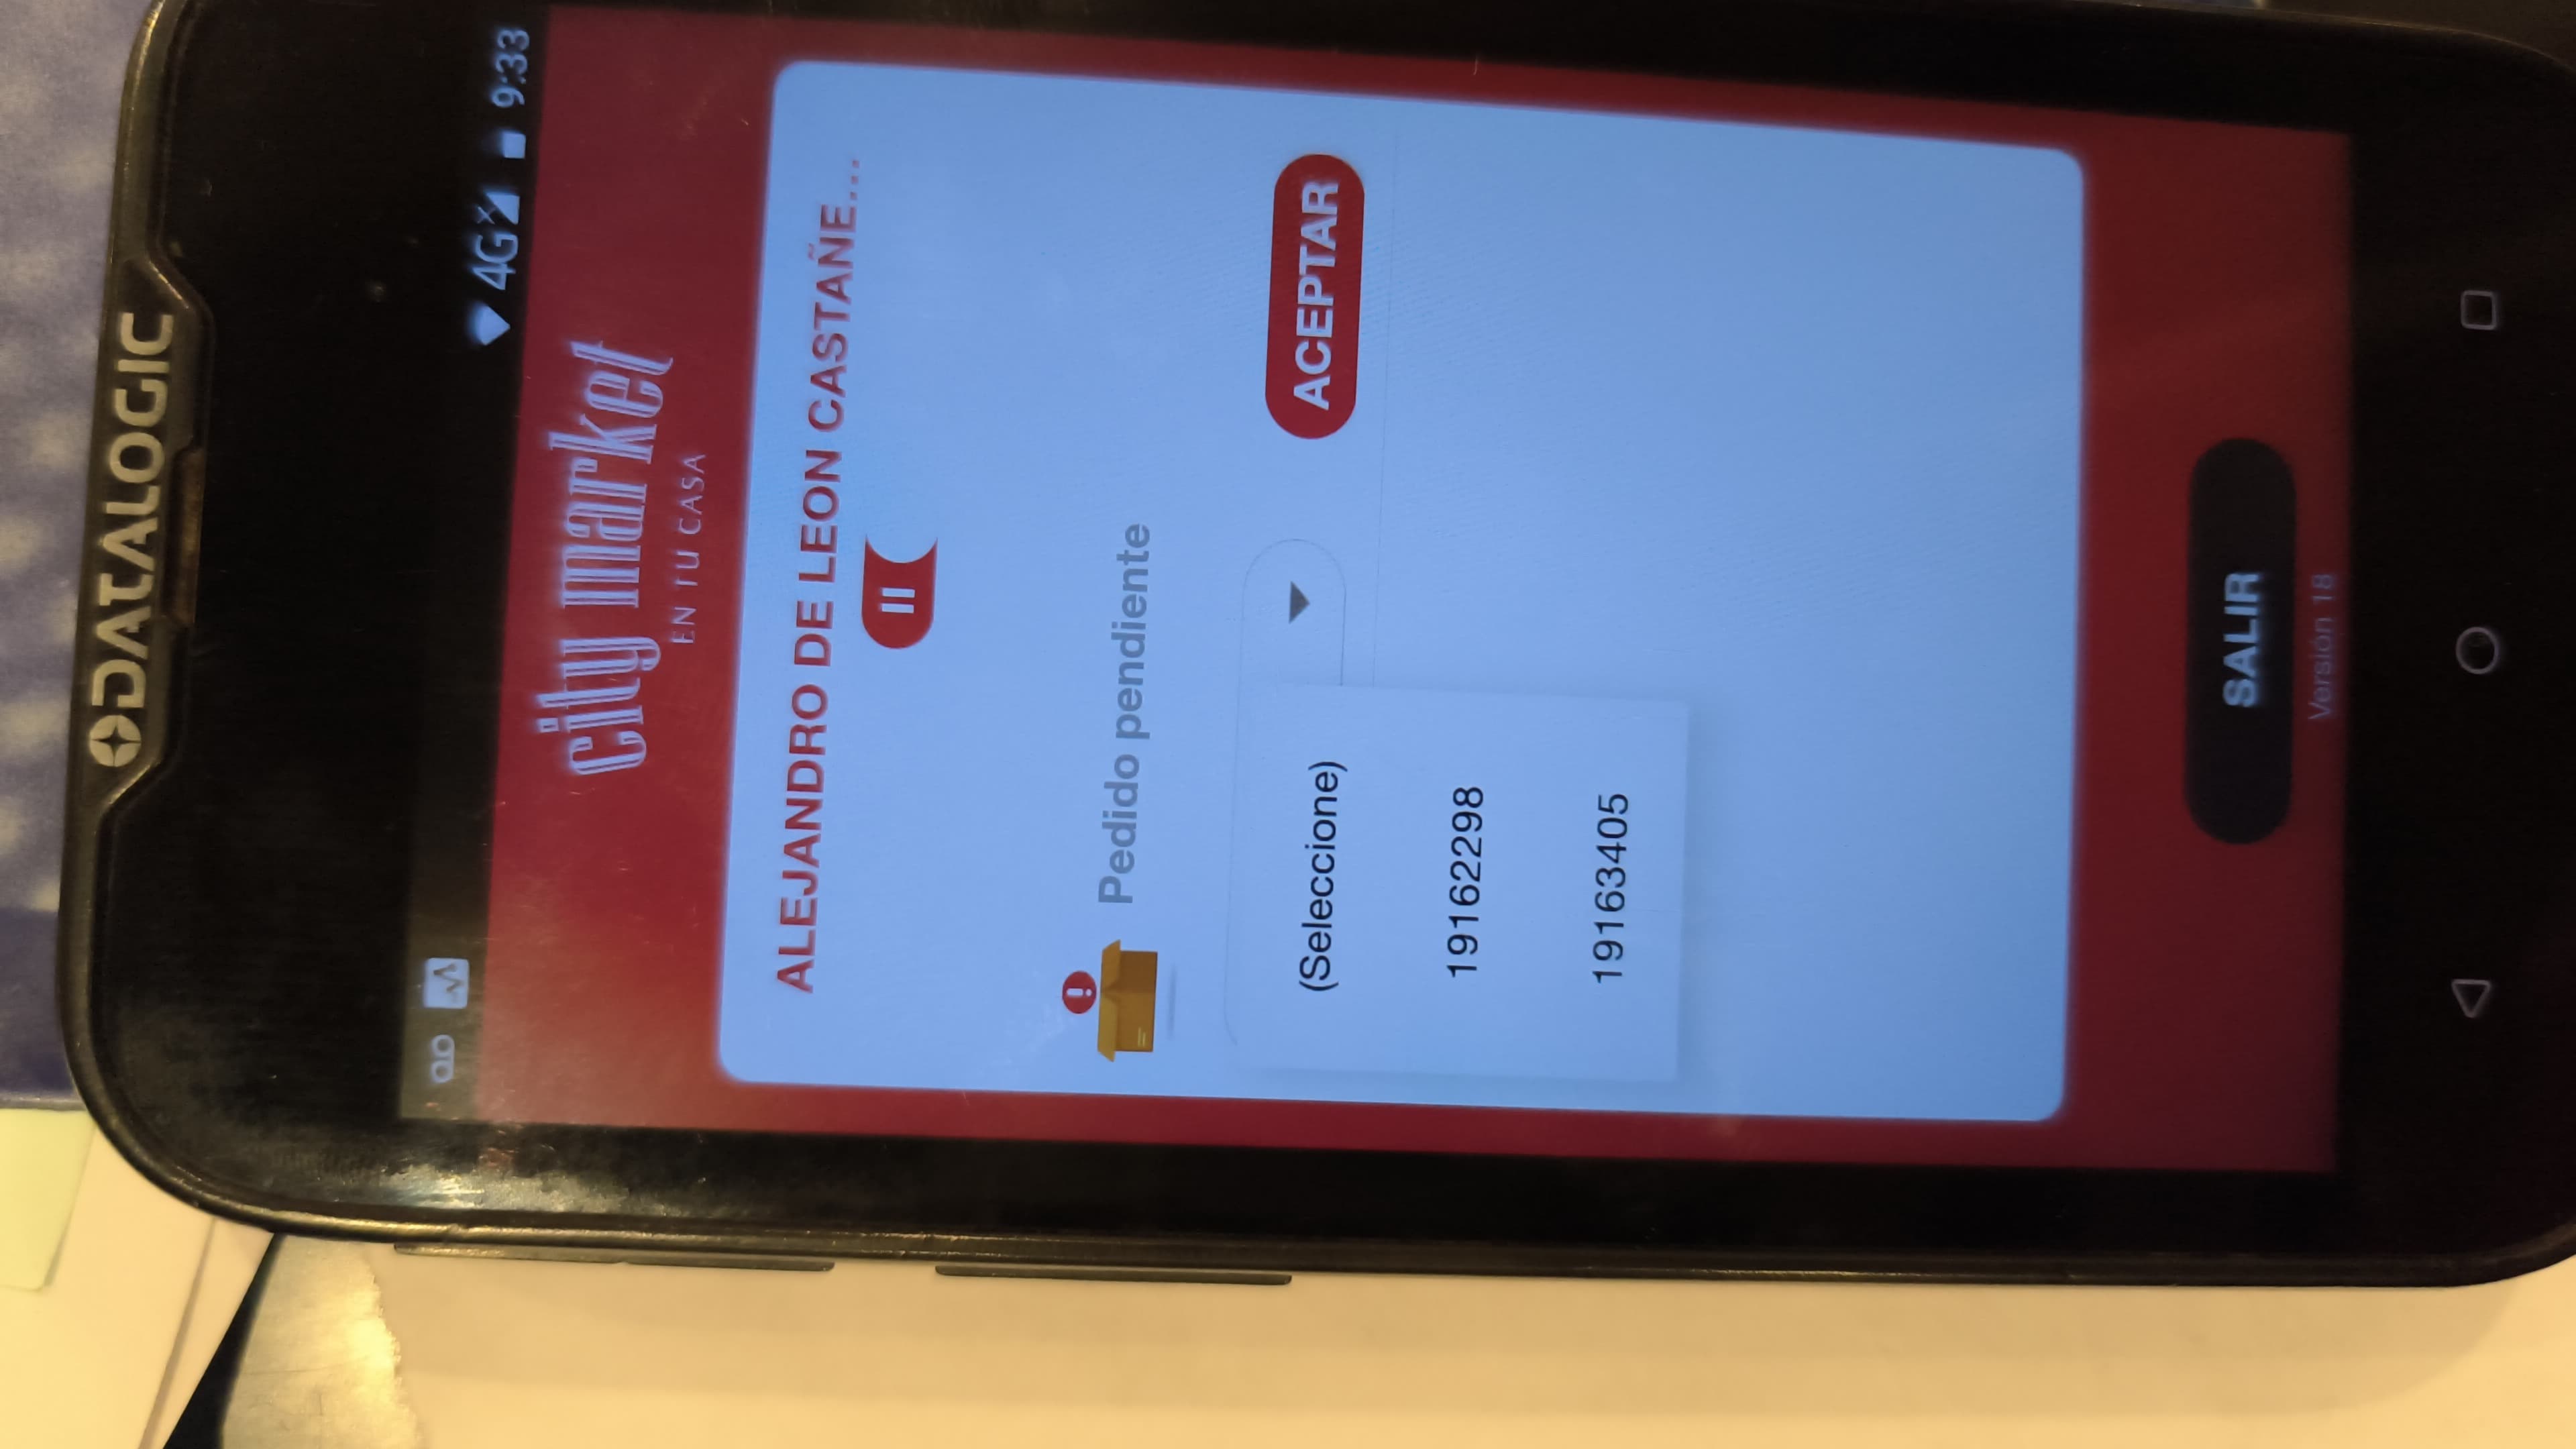 DATALOGIC
4G 9:33
city market
EN TU CASA
ALEJANDRO DE LEON CASTAÑE...
Pedido pendiente
(Seleccione)
ACEPTAR
19162298
19163405
SALIR
Versión 18